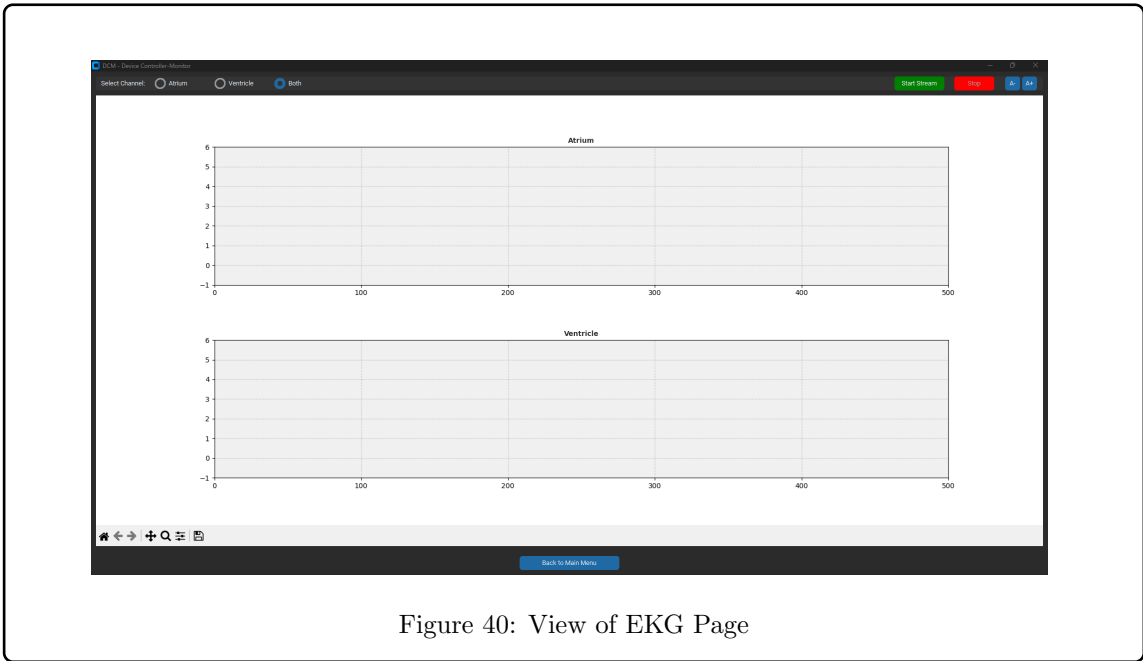 DCM - Device Controller-Monitor
Select Channel: Atrium Ventricle Both Start Stream Stop A- A+
Atrium
6
5
4
3
2
1
0
−1
0 100 200 300 400 500
Ventricle
6
5
4
3
2
1
0
−1
0 100 200 300 400 500
Back to Main Menu
Figure 40: View of EKG Page